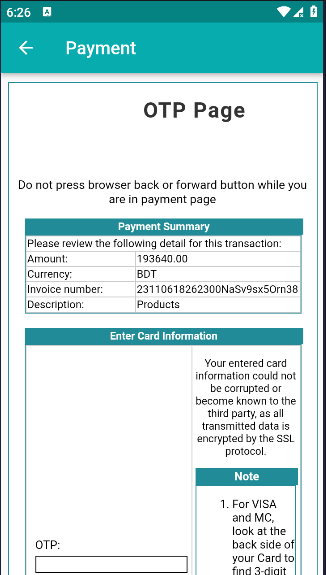 6:26 A
Payment
OTP Page
Do not press browser back or forward button while you
are in payment page
Payment Summary
Please review the following detail for this transaction:
Amount: 193640.00
Currency: BDT
Invoice number: 23110618262300NaSv9sx5Orn38
Description: Products
Enter Card Information
Your entered card
information could not
be corrupted or
become known to the
third party, as all
transmitted data is
encrypted by the SSL
protocol.
Note
1. For VISA
and MC,
look at the
back side of
your Card to
find 3-digit
OTP: